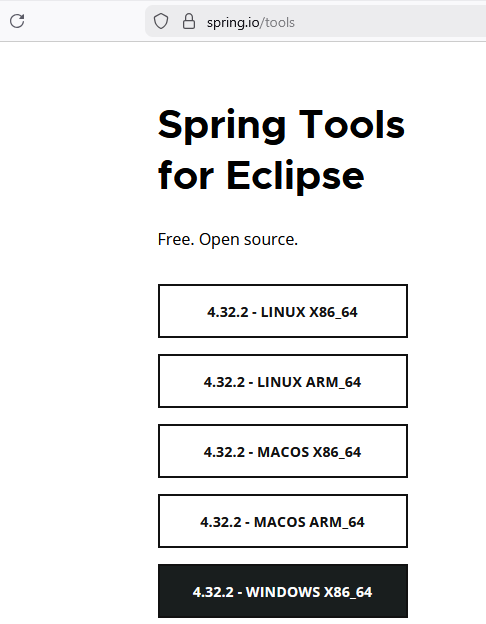 spring.io/tools
Spring Tools
for Eclipse
Free. Open source.
4.32.2 - LINUX X86_64
4.32.2 - LINUX ARM_64
4.32.2 - MACOS X86_64
4.32.2 - MACOS ARM_64
4.32.2 - WINDOWS X86_64